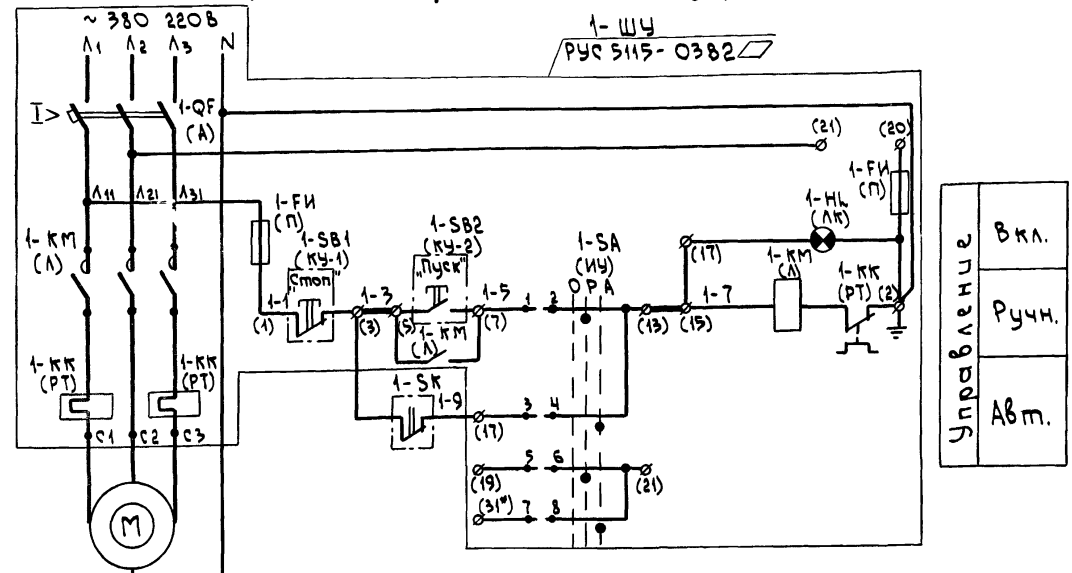 ~ 380 220В
Л1 Л2 Л3 N
1-ШУ
РУС 5115-0382
I>
1-QF
(А)
(21)
(20)
Л11 Л21 Л31
1-FИ
(П)
1-FИ
(П)
1-HL
(ЛК)
1-КМ
(Л)
1-SB1
(КУ-1)
"Стоп"
1-SB2
(КУ-2)
"Пуск"
1-SA
(ИУ)
О Р А
(17)
1-КМ
(Л)
1-КК
(РТ)
(2)
1-1
(1)
1-3
(3)
(5)
1-5
(7)
1 2
(13)
(15)
1-7
1-КМ
(Л)
1-КК
(РТ)
1-КК
(РТ)
1-SK
1-9
(17)
3 4
С1 С2 С3
5 6
(19)
(21)
(31*)
7 8
М
Управление
Вкл.
Ручн.
Авт.